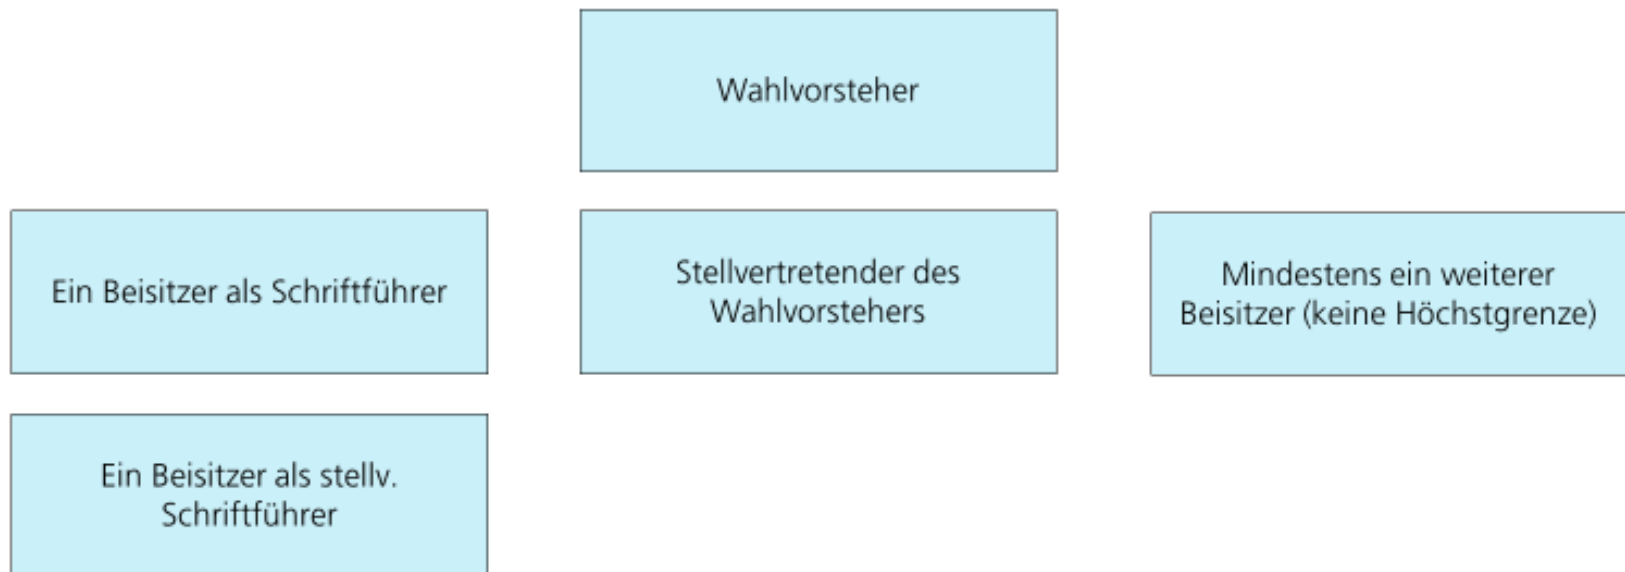 Wahlvorsteher
Ein Beisitzer als Schriftführer
Stellvertretender des
Wahlvorstehers
Mindestens ein weiterer
Beisitzer (keine Höchstgrenze)
Ein Beisitzer als stellv.
Schriftführer